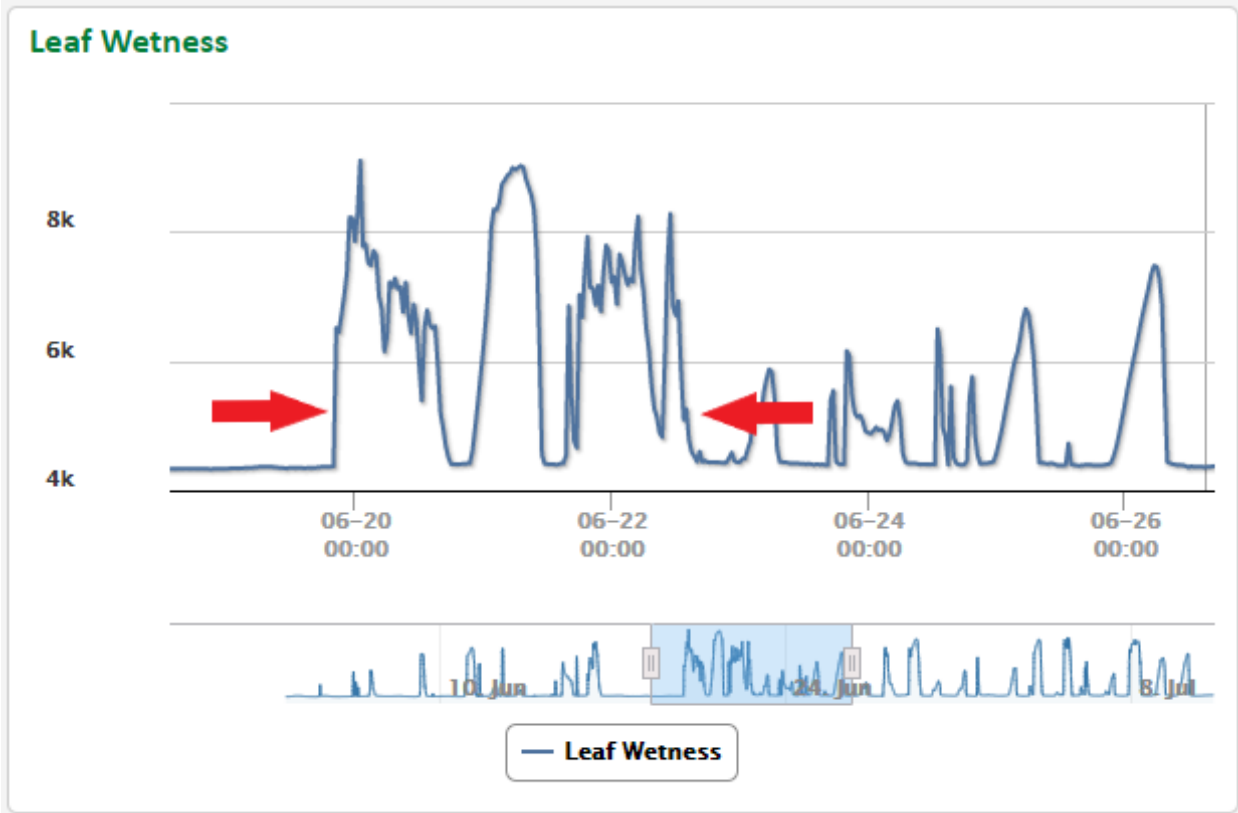 Leaf Wetness
8k
6k
4k
06–20
00:00
06–22
00:00
06–24
00:00
06–26
00:00
10. Jun
24. Jun
8. Jul
Leaf Wetness